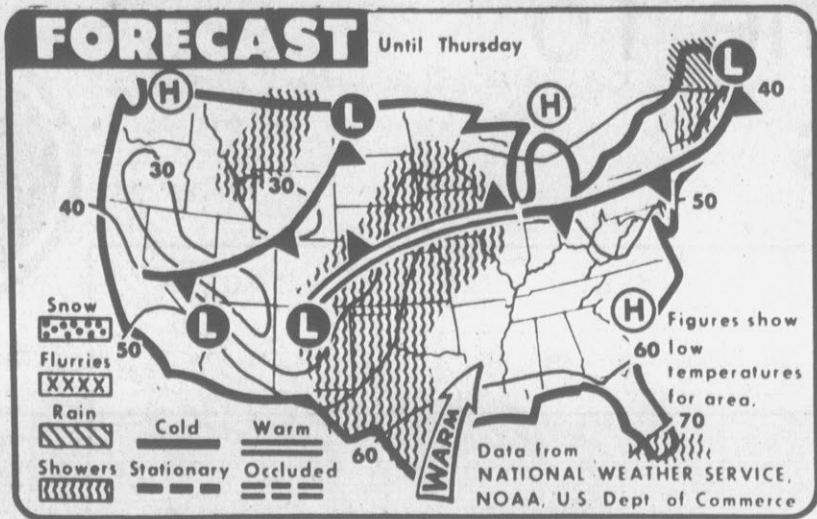 FORECAST Until Thursday
H
L
L
40
H
30
30
40
50
L
L
H
Snow
50
Flurries
Rain
Showers
Cold
Warm
Stationary
Occluded
60
WARM
Figures show
low
temperatures
for area.
60
70
Data from
NATIONAL WEATHER SERVICE,
NOAA, U.S. Dept of Commerce